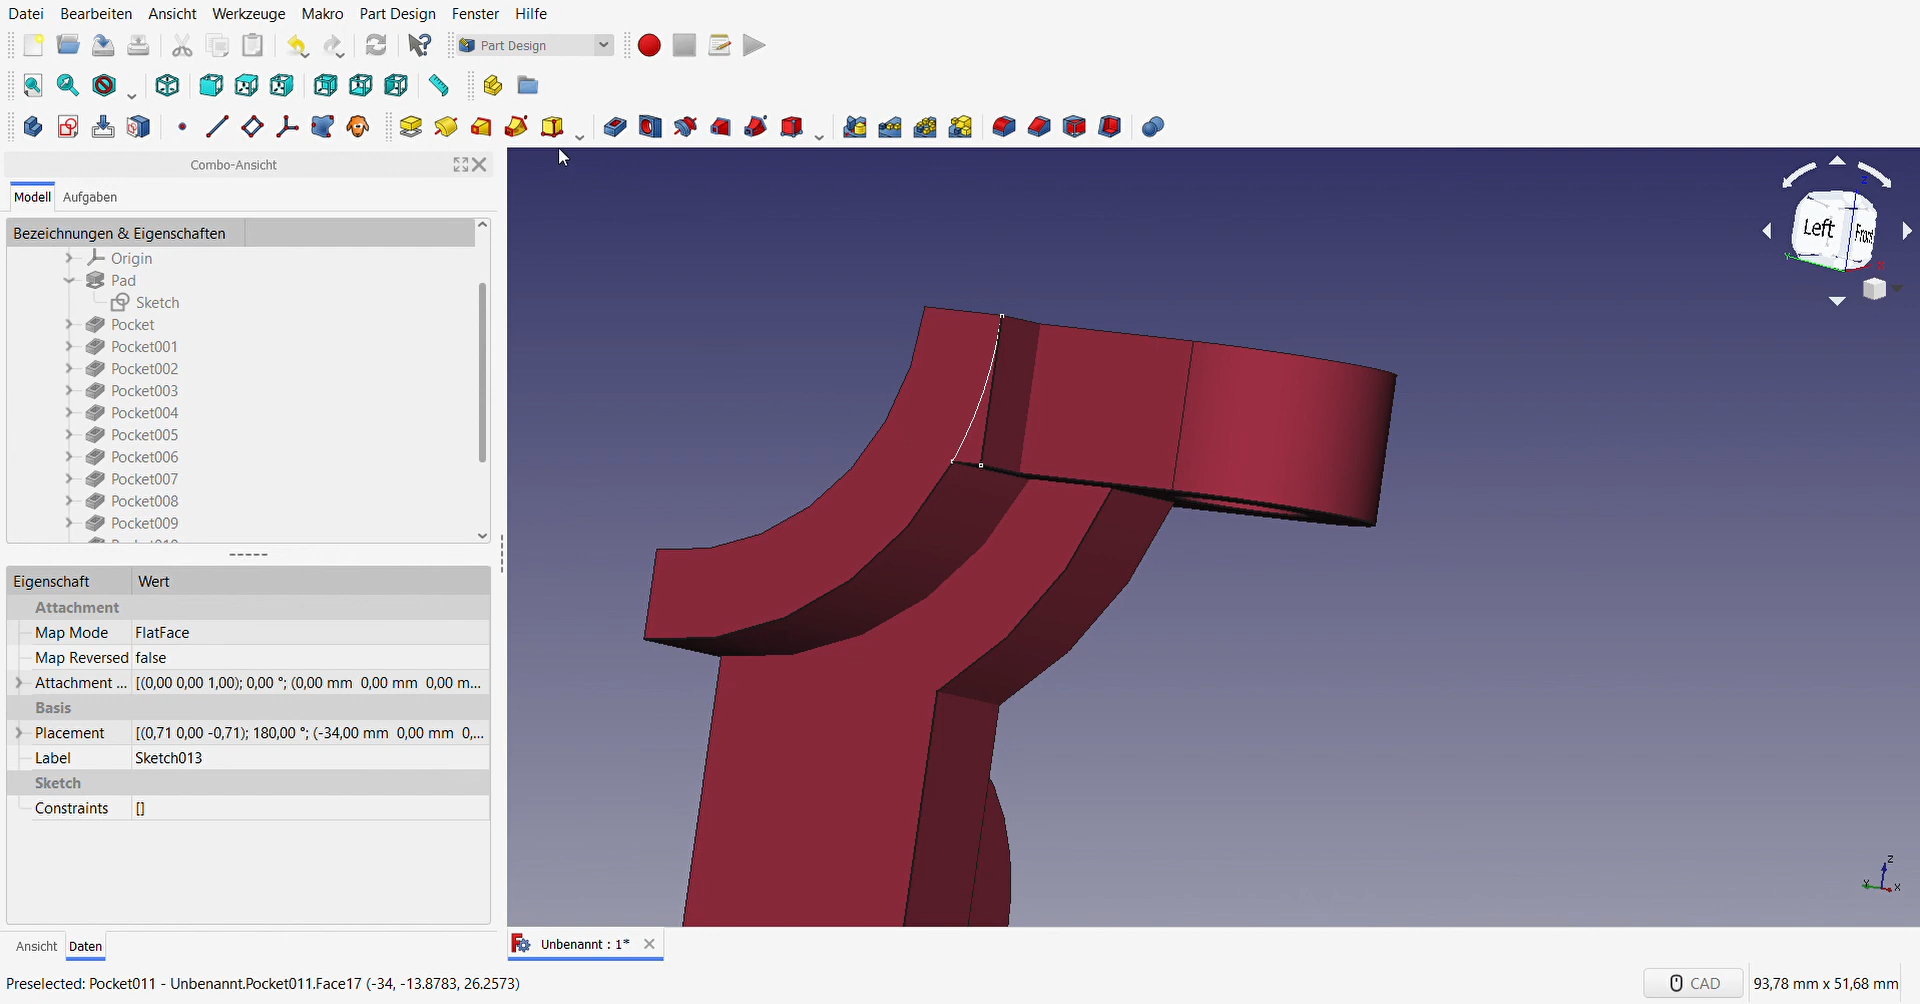 Datei Bearbeiten Ansicht Werkzeuge Makro Part Design Fenster Hilfe
Part Design
Combo-Ansicht
Modell Aufgaben
Bezeichnungen & Eigenschaften
Origin
Pad
Sketch
Pocket
Pocket001
Pocket002
Pocket003
Pocket004
Pocket005
Pocket006
Pocket007
Pocket008
Pocket009
Eigenschaft Wert
Attachment
Map Mode FlatFace
Map Reversed false
Attachment ... [(0,00 0,00 1,00); 0,00 °; (0,00 mm 0,00 mm 0,00 m...
Basis
Placement [(0,71 0,00 -0,71); 180,00 °; (-34,00 mm 0,00 mm 0,...
Label Sketch013
Sketch
Constraints []
Ansicht Daten
Left Front
Z
Y X
Z
Y X
Unbenannt : 1*
Preselected: Pocket011 - Unbenannt.Pocket011.Face17 (-34, -13.8783, 26.2573)
CAD 93,78 mm x 51,68 mm